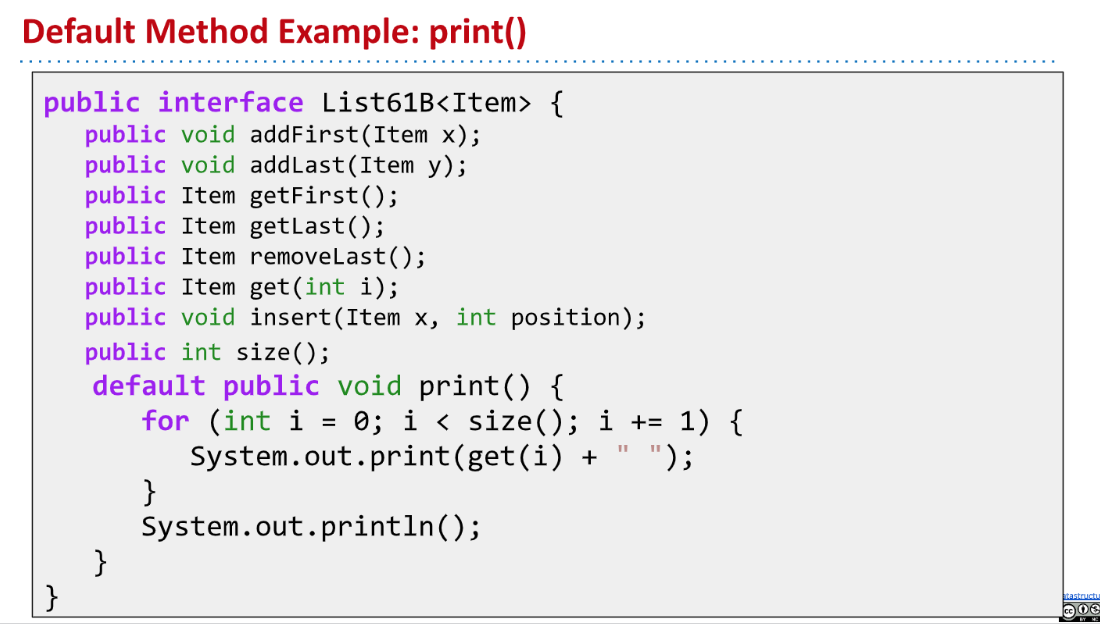 Default Method Example: print()
public interface List61B<Item> {
public void addFirst(Item x);
public void addLast(Item y);
public Item getFirst();
public Item getLast();
public Item removeLast();
public Item get(int i);
public void insert(Item x, int position);
public int size();
default public void print() {
for (int i = 0; i < size(); i += 1) {
System.out.print(get(i) + " ");
}
System.out.println();
}
}